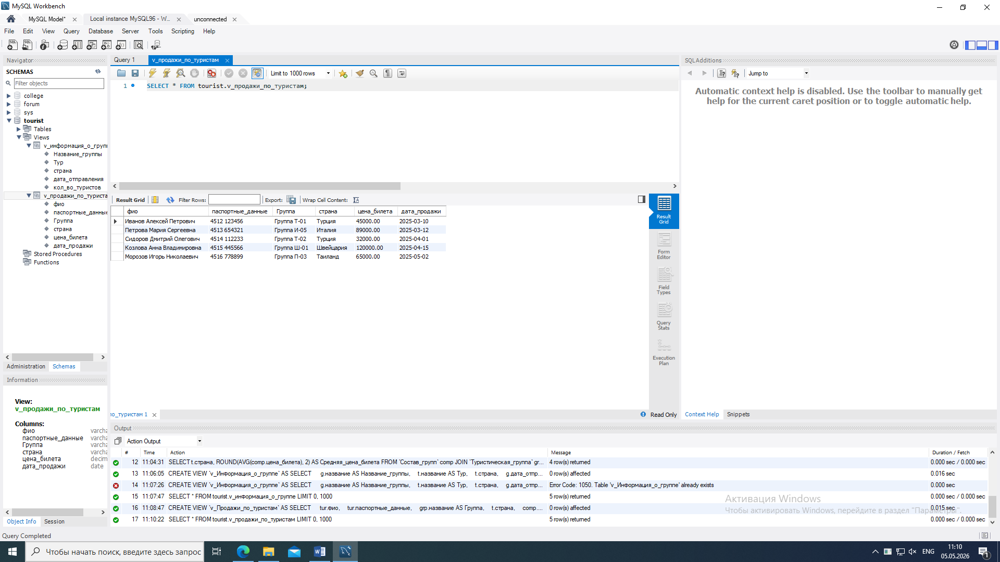 MySQL Workbench
MySQL Model*
Local instance MySQL96 - W...
unconnected
File Edit View Query Database Server Tools Scripting Help
Navigator
SCHEMAS
Filter objects
college
forum
sys
tourist
Tables
Views
v_информация_о_групп
Название_группы
Тур
страна
дата_отправления
кол_во_туристов
v_продажи_по_туриста
фио
паспортные_данные
Группа
страна
цена_билета
дата_продажи
Stored Procedures
Functions
Administration Schemas
Information
View:
v_продажи_по_туристам
Columns:
фио varcha
паспортные_данные varcha
Группа varcha
страна varcha
цена_билета decim
дата_продажи date
Object Info Session
Query Completed
Query 1
v_продажи_по_туристам
Limit to 1000 rows
1 SELECT * FROM tourist.v_продажи_по_туристам;
Result Grid Filter Rows: Export: Wrap Cell Content:
фио паспортные_данные Группа страна цена_билета дата_продажи
Иванов Алексей Петрович 4512 123456 Группа Т-01 Турция 45000.00 2025-03-10
Петрова Мария Сергеевна 4513 654321 Группа И-05 Италия 89000.00 2025-03-12
Сидоров Дмитрий Олегович 4514 112233 Группа Т-02 Турция 32000.00 2025-04-01
Козлова Анна Владимировна 4515 445566 Группа Ш-01 Швейцария 120000.00 2025-04-15
Морозов Игорь Николаевич 4516 778899 Группа П-03 Таиланд 65000.00 2025-05-02
Result Grid
Form Editor
Field Types
Query Stats
Execution Plan
по_туристам 1
Read Only
SQLAdditions
Jump to
Automatic context help is disabled. Use the toolbar to manually get
help for the current caret position or to toggle automatic help.
Context Help Snippets
Output
Action Output
# Time Action Message Duration / Fetch
12 11:04:31 SELECT t.страна, ROUND(AVG(comp.цена_билета), 2) AS Средняя_цена_билета FROM `Состав_групп` comp JOIN `Туристическая_группа` gr... 4 row(s) returned 0.000 sec / 0.000 sec
13 11:06:05 CREATE VIEW `v_Информация_о_группе` AS SELECT g.название AS Название_группы, t.название AS Тур, t.страна, g.дата_отпр... 0 row(s) affected 0.016 sec
14 11:07:26 CREATE VIEW `v_Информация_о_группе` AS SELECT g.название AS Название_группы, t.название AS Тур, t.страна, g.дата_отпр... Error Code: 1050. Table 'v_Информация_о_группе' already exists 0.000 sec
15 11:07:47 SELECT * FROM tourist.v_информация_о_группе LIMIT 0, 1000 5 row(s) returned 0.000 sec / 0.000 sec
16 11:08:47 CREATE VIEW `v_Продажи_по_туристам` AS SELECT tur.фио, tur.паспортные_данные, grp.название AS Группа, t.страна, comp.... 0 row(s) affected 0.015 sec
17 11:10:22 SELECT * FROM tourist.v_продажи_по_туристам LIMIT 0, 1000 5 row(s) returned 0.000 sec / 0.000 sec
Активация Windows
Чтобы активировать Windows, перейдите в раздел "Параметры".
Чтобы начать поиск, введите здесь запрос
ENG
11:10
05.05.2026
1